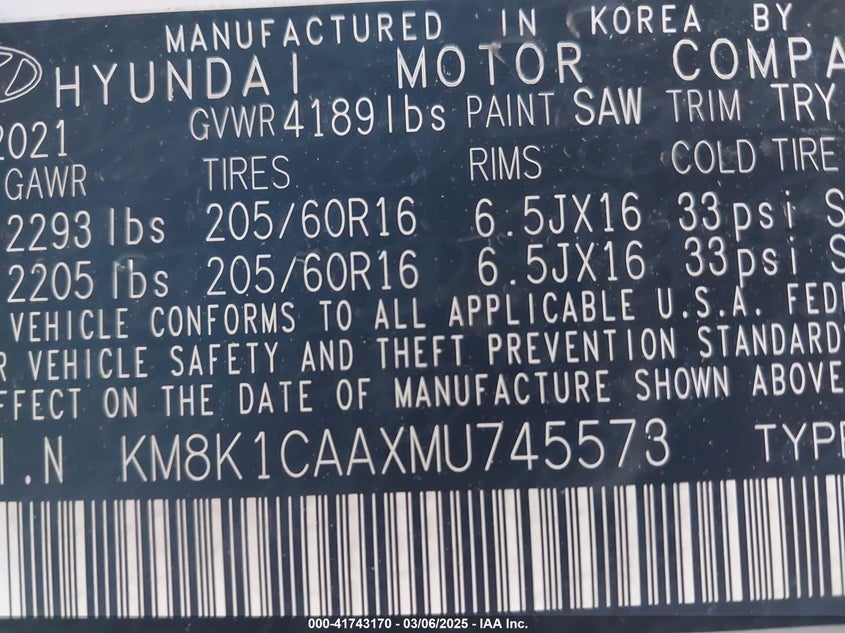 MANUFACTURED IN KOREA BY
HYUNDAI MOTOR COMPA
2021 GVWR 4189 lbs PAINT SAW TRIM TRY
GAWR TIRES RIMS COLD TIRE
2293 lbs 205/60R16 6.5JX16 33psi S
2205 lbs 205/60R16 6.5JX16 33psi S
VEHICLE CONFORMS TO ALL APPLICABLE U.S.A. FED
R VEHICLE SAFETY AND THEFT PREVENTION STANDARDS
FFECT ON THE DATE OF MANUFACTURE SHOWN ABOVE
I.N KM8K1CAAXMU745573 TYPE
000-41743170 - 03/06/2025 - IAA Inc.